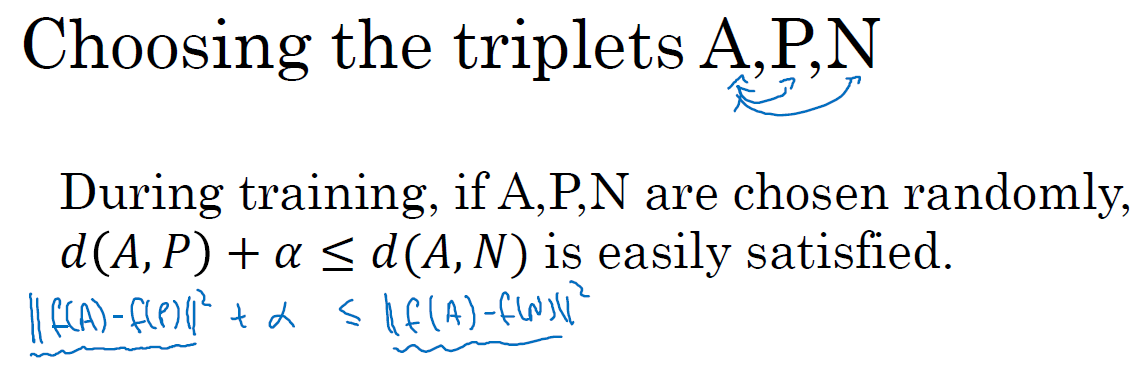 Choosing the triplets A,P,N
During training, if A,P,N are chosen randomly,
d(A, P) + α ≤ d(A, N) is easily satisfied.
||f(A)-f(P)||² + α ≤ ||f(A)-f(N)||²